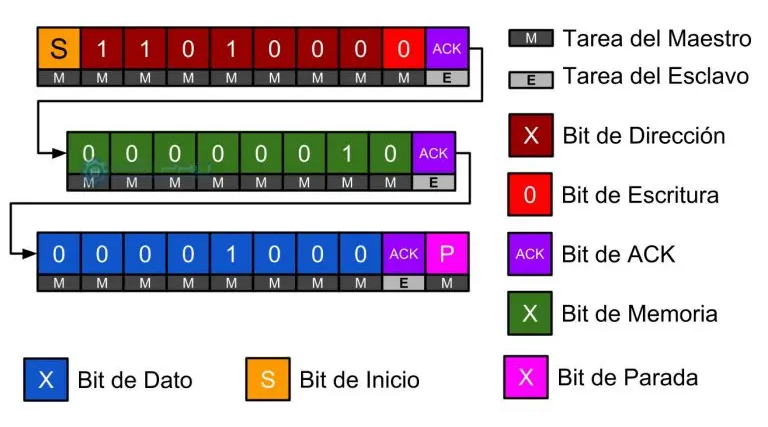 S 1 1 0 1 0 0 0 0 ACK
M M M M M M M M M E
M Tarea del Maestro
E Tarea del Esclavo
0 0 0 0 0 0 1 0 ACK
M M M M M M M M E
X Bit de Dirección
0 Bit de Escritura
0 0 0 0 1 0 0 0 ACK P
M M M M M M M M E M
ACK Bit de ACK
X Bit de Memoria
X Bit de Dato
S Bit de Inicio
X Bit de Parada